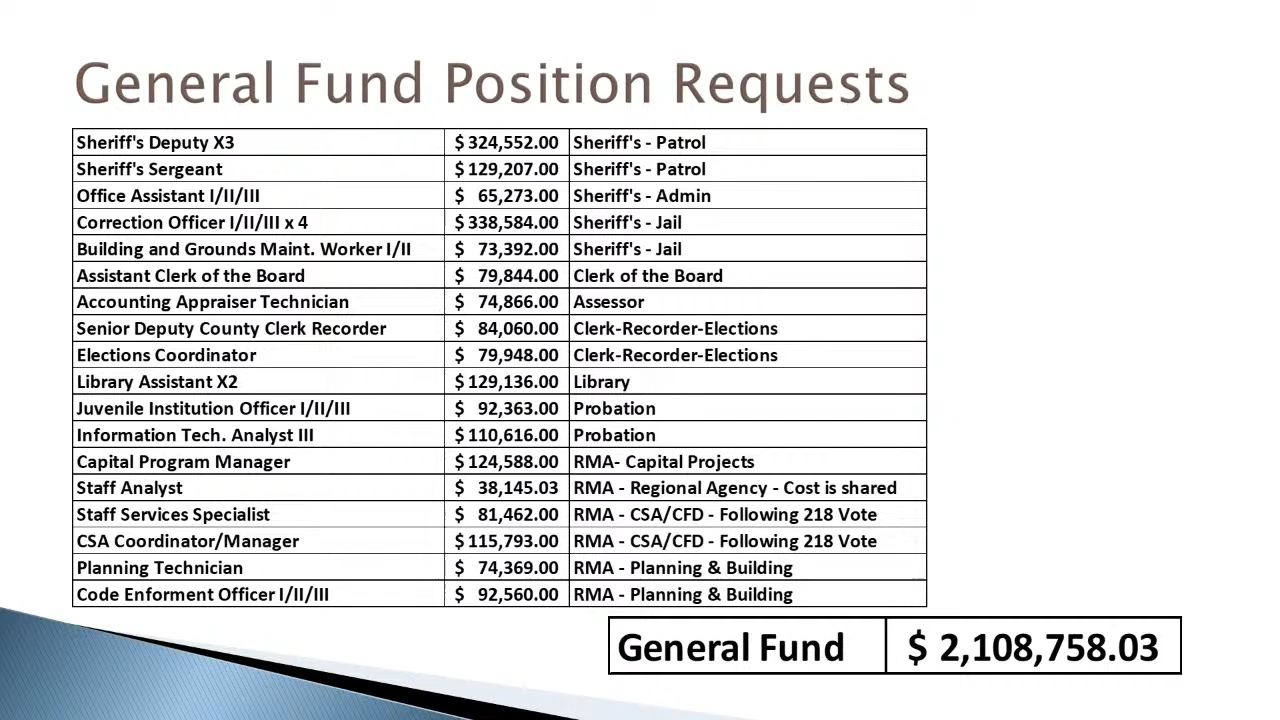 General Fund Position Requests
Sheriff's Deputy X3 $ 324,552.00 Sheriff's - Patrol
Sheriff's Sergeant $ 129,207.00 Sheriff's - Patrol
Office Assistant I/II/III $ 65,273.00 Sheriff's - Admin
Correction Officer I/II/III x 4 $ 338,584.00 Sheriff's - Jail
Building and Grounds Maint. Worker I/II $ 73,392.00 Sheriff's - Jail
Assistant Clerk of the Board $ 79,844.00 Clerk of the Board
Accounting Appraiser Technician $ 74,866.00 Assessor
Senior Deputy County Clerk Recorder $ 84,060.00 Clerk-Recorder-Elections
Elections Coordinator $ 79,948.00 Clerk-Recorder-Elections
Library Assistant X2 $ 129,136.00 Library
Juvenile Institution Officer I/II/III $ 92,363.00 Probation
Information Tech. Analyst III $ 110,616.00 Probation
Capital Program Manager $ 124,588.00 RMA- Capital Projects
Staff Analyst $ 38,145.03 RMA - Regional Agency - Cost is shared
Staff Services Specialist $ 81,462.00 RMA - CSA/CFD - Following 218 Vote
CSA Coordinator/Manager $ 115,793.00 RMA - CSA/CFD - Following 218 Vote
Planning Technician $ 74,369.00 RMA - Planning & Building
Code Enforment Officer I/II/III $ 92,560.00 RMA - Planning & Building
General Fund $ 2,108,758.03